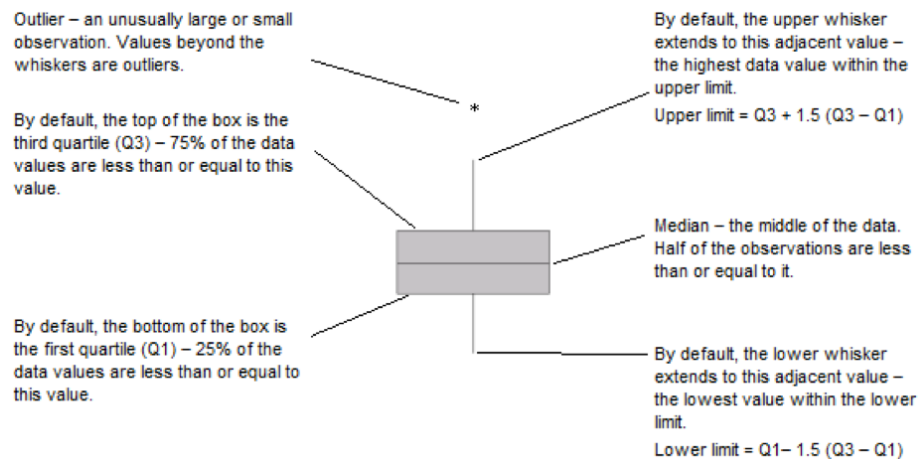 Outlier – an unusually large or small
observation. Values beyond the
whiskers are outliers.
By default, the top of the box is the
third quartile (Q3) – 75% of the data
values are less than or equal to this
value.
By default, the bottom of the box is
the first quartile (Q1) – 25% of the
data values are less than or equal to
this value.
By default, the upper whisker
extends to this adjacent value –
the highest data value within the
upper limit.
Upper limit = Q3 + 1.5 (Q3 – Q1)
Median – the middle of the data.
Half of the observations are less
than or equal to it.
By default, the lower whisker
extends to this adjacent value –
the lowest value within the lower
limit.
Lower limit = Q1– 1.5 (Q3 – Q1)